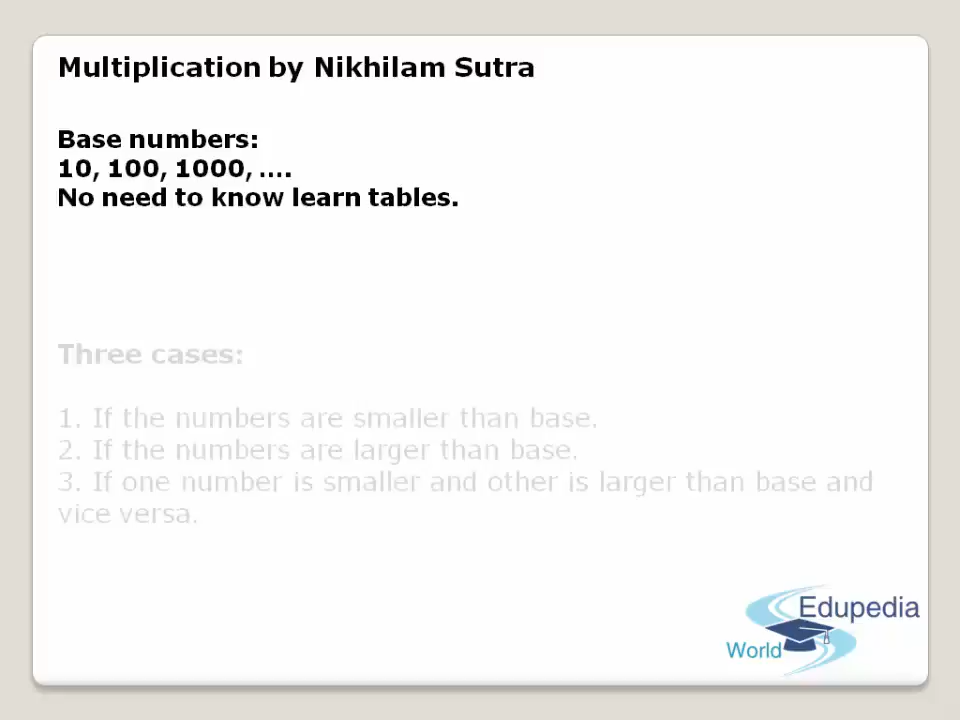 Multiplication by Nikhilam Sutra
Base numbers:
10, 100, 1000, ....
No need to know learn tables.
Three cases:
1. If the numbers are smaller than base.
2. If the numbers are larger than base.
3. If one number is smaller and other is larger than base and
vice versa.
Edupedia
World